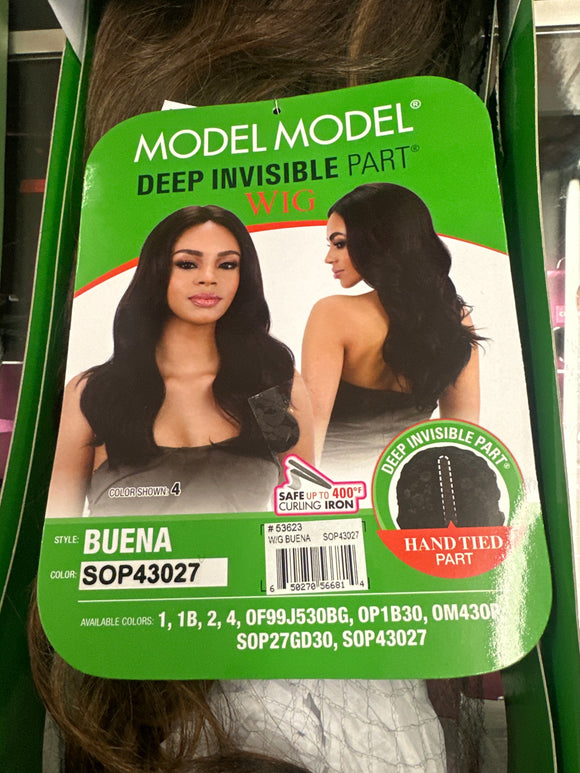 MODEL MODEL®
DEEP INVISIBLE PART®
WIG
COLOR SHOWN: 4
SAFE UP TO 400°F
CURLING IRON
DEEP INVISIBLE PART®
HAND TIED
PART
STYLE: BUENA
COLOR: SOP43027
# 53623
WIG BUENA SOP43027
6 50270 56681 4
AVAILABLE COLORS: 1, 1B, 2, 4, OF99J530BG, OP1B30,
SOP27GD30, SOP43027